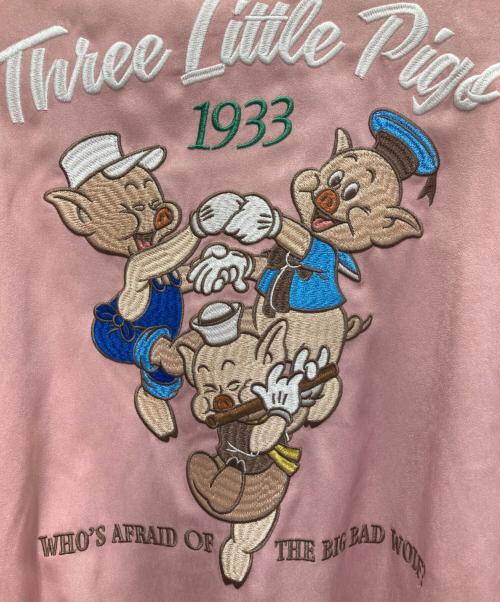 Three Little Pigs
1933
WHO'S AFRAID OF THE BIG BAD WOLF?